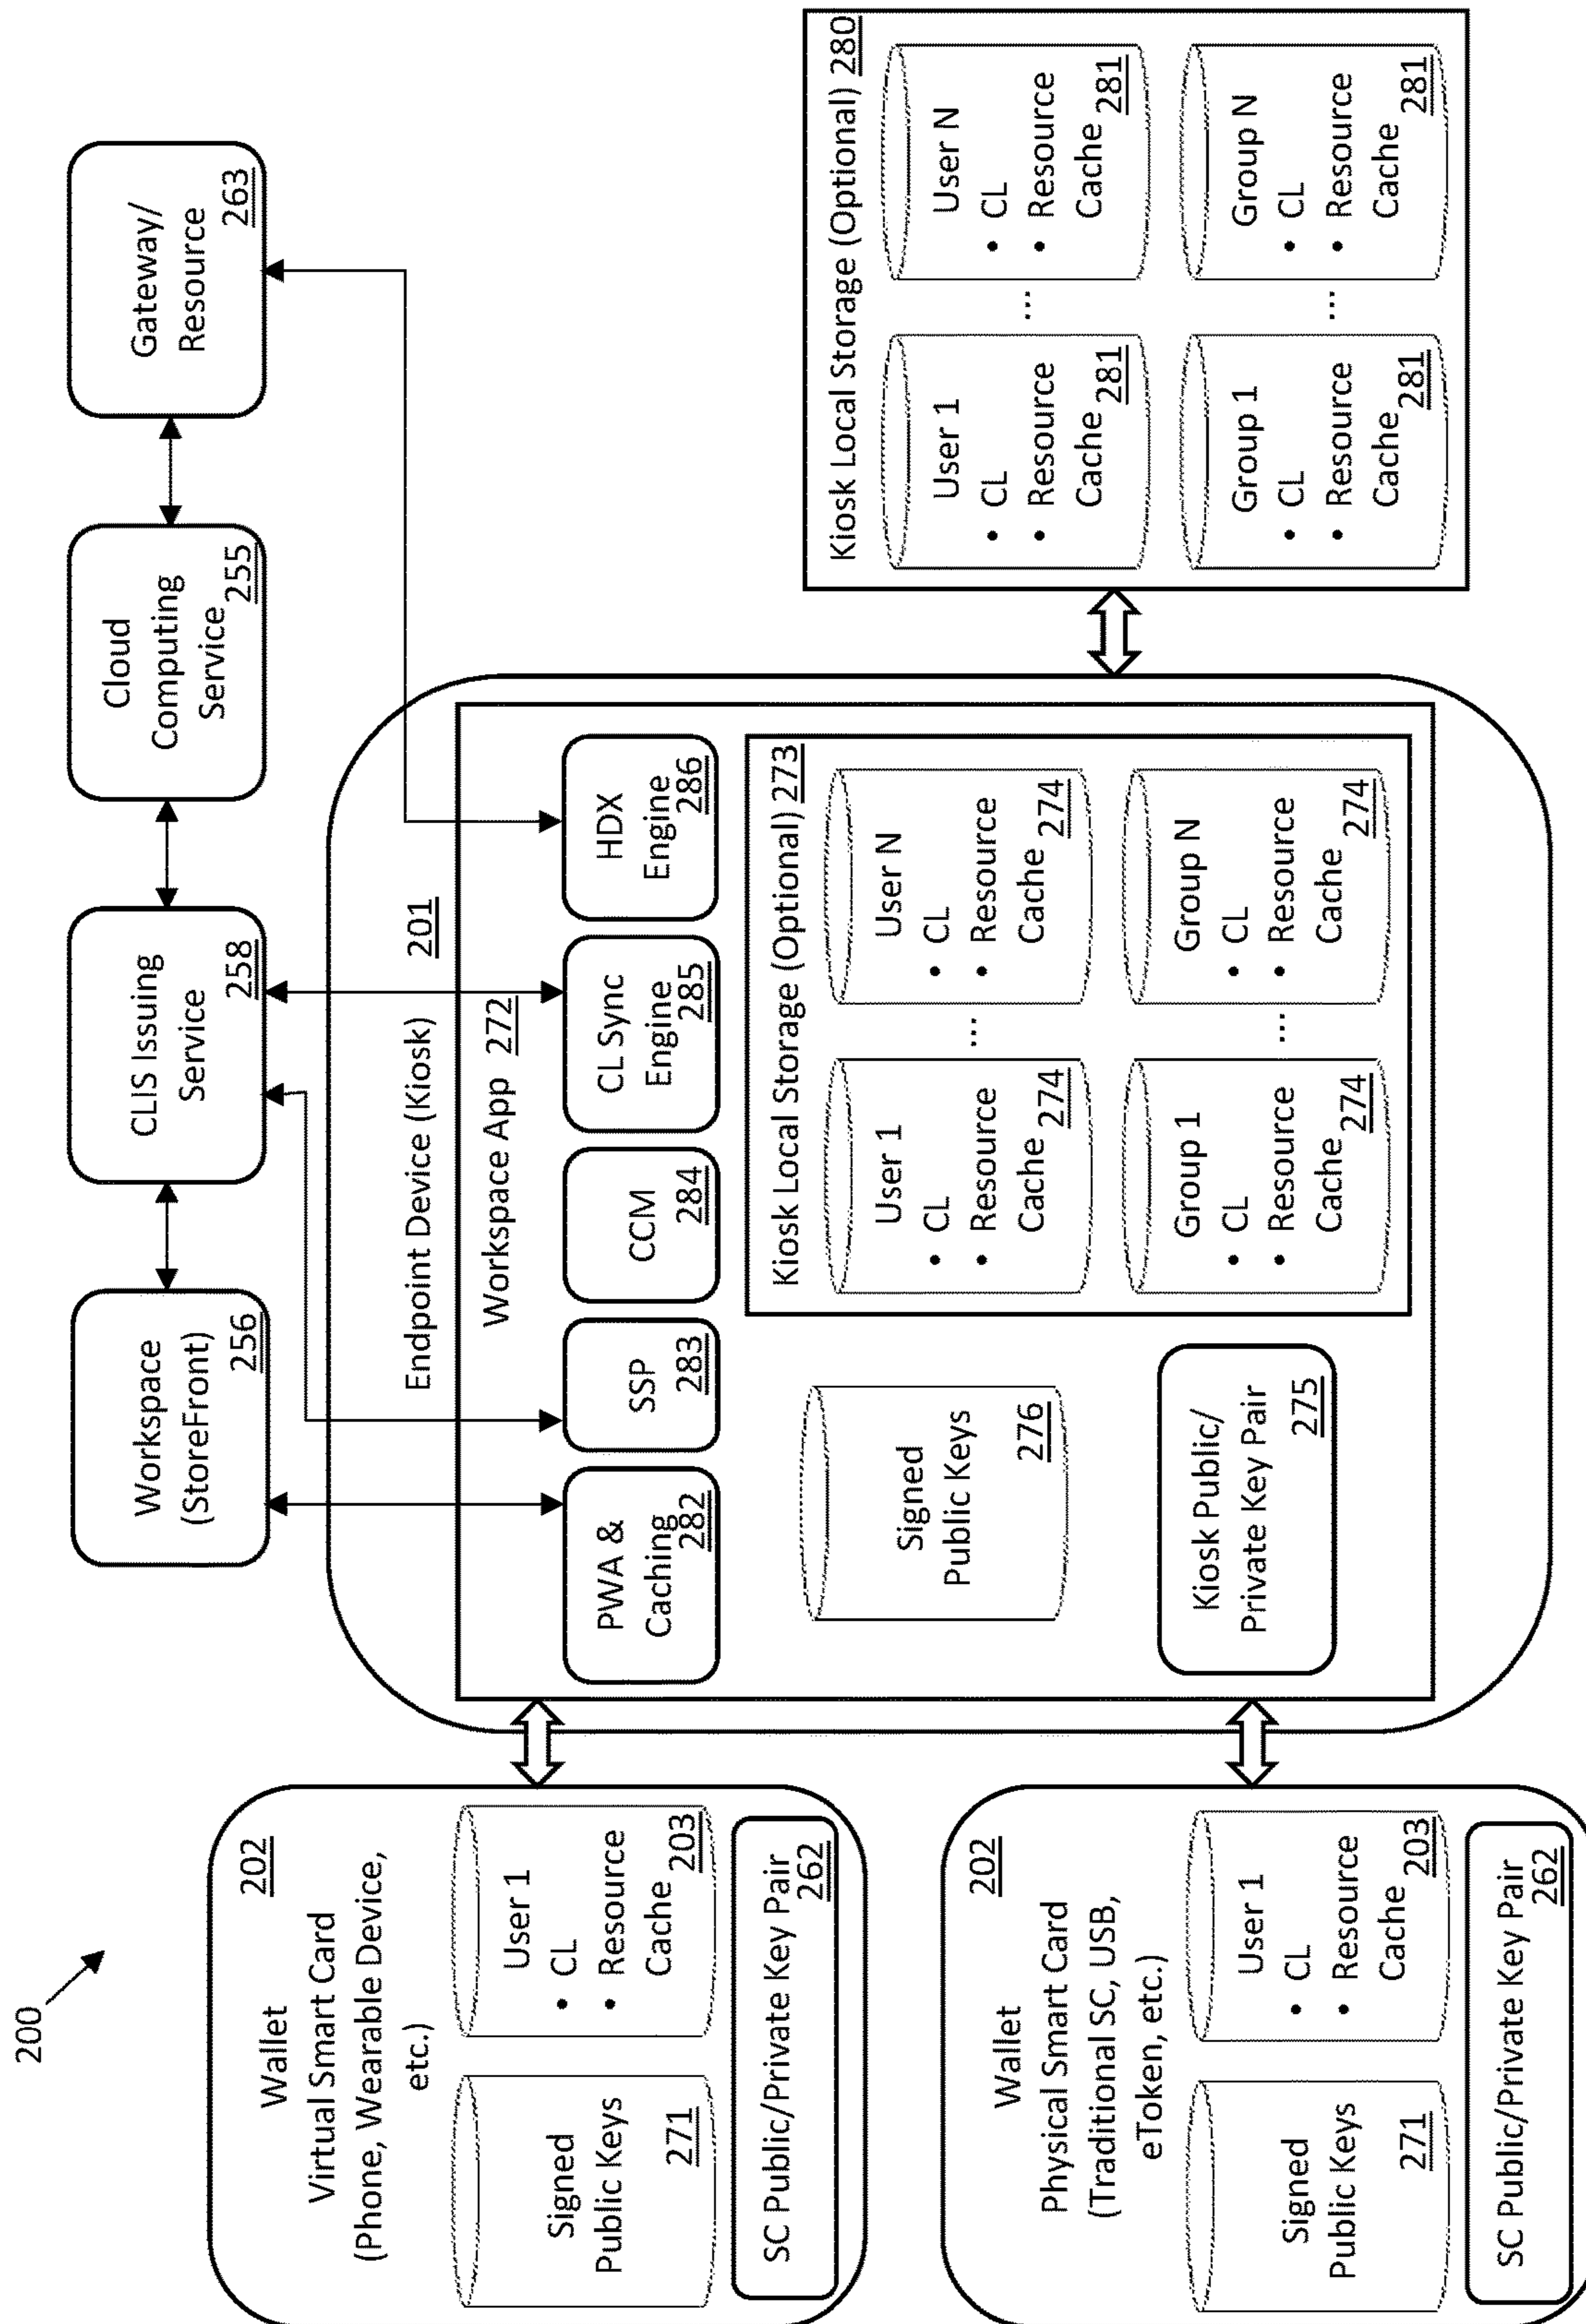 200
Workspace
(StoreFront)
256
CLIS Issuing
Service
258
Cloud
Computing
Service
255
Gateway/
Resource
263
Wallet
202
Virtual Smart Card
(Phone, Wearable Device,
etc.)
Signed
Public Keys
271
User 1
• CL
• Resource
Cache
203
SC Public/Private Key Pair
262
Wallet
202
Physical Smart Card
(Traditional SC, USB,
eToken, etc.)
Signed
Public Keys
271
User 1
• CL
• Resource
Cache
203
SC Public/Private Key Pair
262
Endpoint Device (Kiosk)
201
Workspace App
272
PWA &
Caching
282
SSP
283
CCM
284
CL Sync
Engine
285
HDX
Engine
286
Signed
Public Keys
276
Kiosk Public/
Private Key Pair
275
Kiosk Local Storage (Optional) 273
User 1
• CL
• Resource
Cache
274
...
User N
• CL
• Resource
Cache
274
Group 1
• CL
• Resource
Cache
274
...
Group N
• CL
• Resource
Cache
274
Kiosk Local Storage (Optional) 280
User 1
• CL
• Resource
Cache
281
...
User N
• CL
• Resource
Cache
281
Group 1
• CL
• Resource
Cache
281
...
Group N
• CL
• Resource
Cache
281